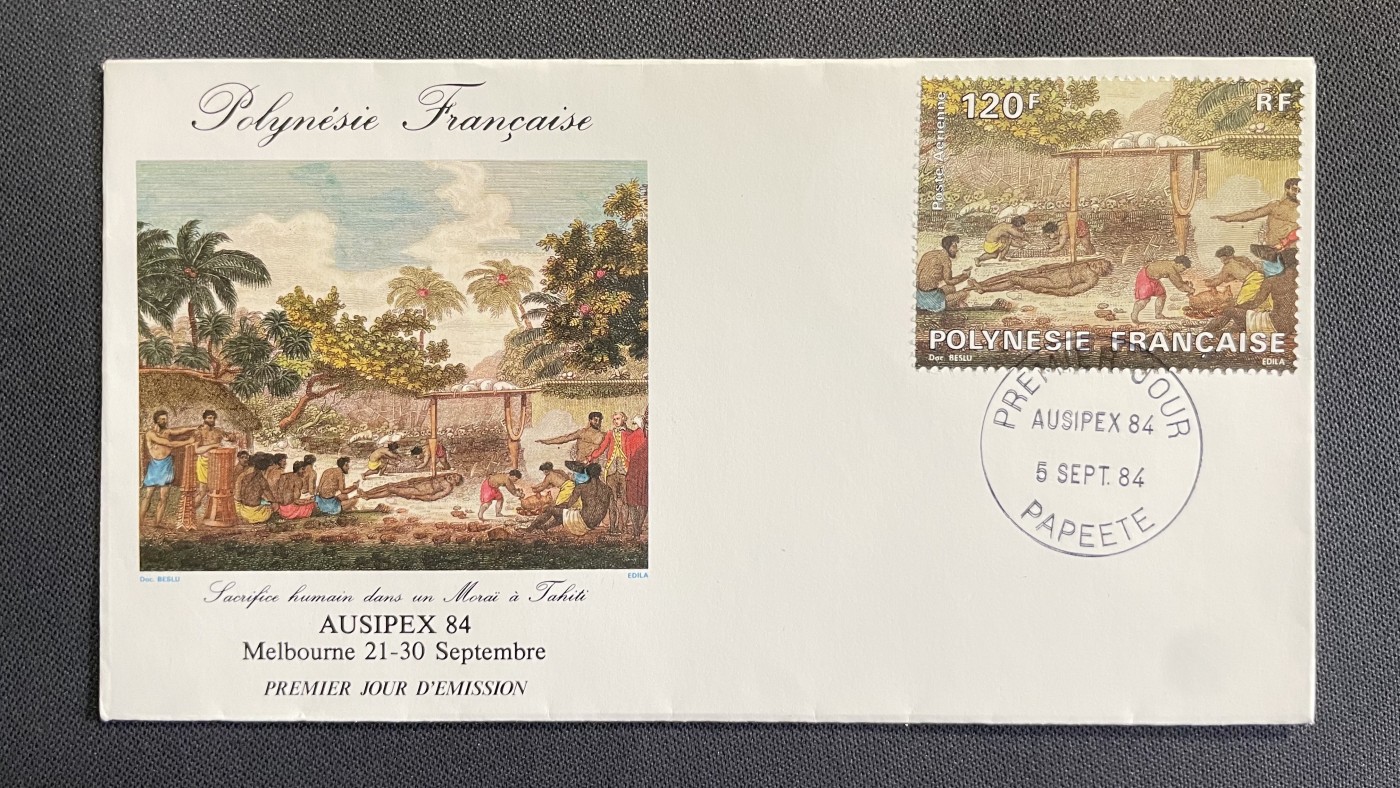 Polynésie Française
Doc. BESLU
EDILA
Sacrifice humain dans un Moraï à Tahiti
AUSIPEX 84
Melbourne 21-30 Septembre
PREMIER JOUR D'EMISSION
120F
RF
Poste Aérienne
POLYNESIE FRANÇAISE
Doc. BESLU
EDILA
PREMIER JOUR
AUSIPEX 84
5 SEPT. 84
PAPEETE